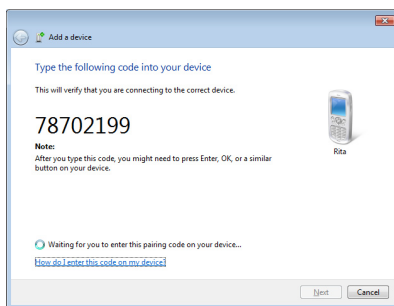 Add a device
Type the following code into your device
This will verify that you are connecting to the correct device.
78702199
Note:
After you type this code, you might need to press Enter, OK, or a similar
button on your device.
Rita
Waiting for you to enter this pairing code on your device...
How do I enter this code on my device?
Next Cancel